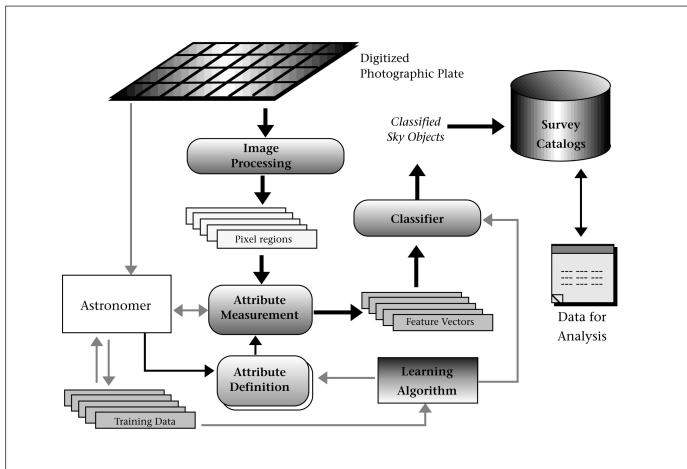 Digitized
Photographic Plate
Image
Processing
Classified
Sky Objects
Survey
Catalogs
Pixel regions
Classifier
Astronomer
Attribute
Measurement
Feature Vectors
Data for
Analysis
Attribute
Definition
Learning
Algorithm
Training Data